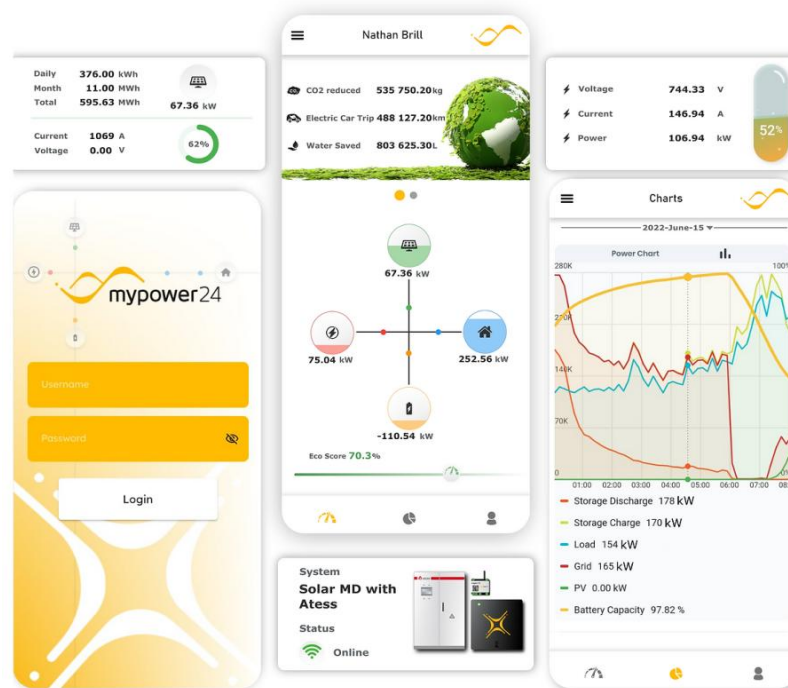 Daily 376.00 kWh
Month 11.00 MWh
Total 595.63 MWh
67.36 kW
Current 1069 A
Voltage 0.00 V
62%
mypower24
Username
Password
Login
Nathan Brill
CO2 reduced 535 750.20kg
Electric Car Trip 488 127.20km
Water Saved 803 625.30L
67.36 kW
75.04 kW
252.56 kW
-110.54 kW
Eco Score 70.3%
System
Solar MD with
Atess
Status
Online
Voltage 744.33 V
Current 146.94 A
Power 106.94 kW
52%
Charts
2022-June-15
Power Chart
280K
100%
210K
140K
70K
0
01:00 02:00 03:00 04:00 05:00 06:00 07:00
Storage Discharge 178 kW
Storage Charge 170 kW
Load 154 kW
Grid 165 kW
PV 0.00 kW
Battery Capacity 97.82 %